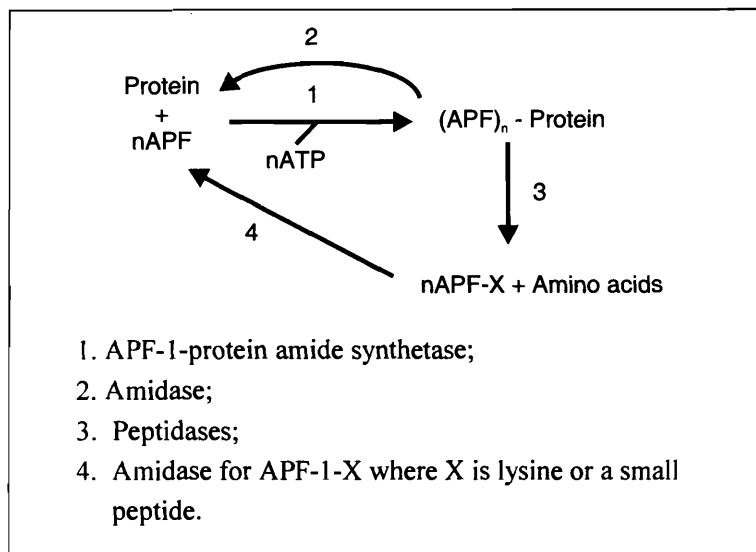 2
Protein
+
nAPF
1
nATP
(APF)n - Protein
3
4
nAPF-X + Amino acids
1. APF-1-protein amide synthetase;
2. Amidase;
3. Peptidases;
4. Amidase for APF-1-X where X is lysine or a small
peptide.